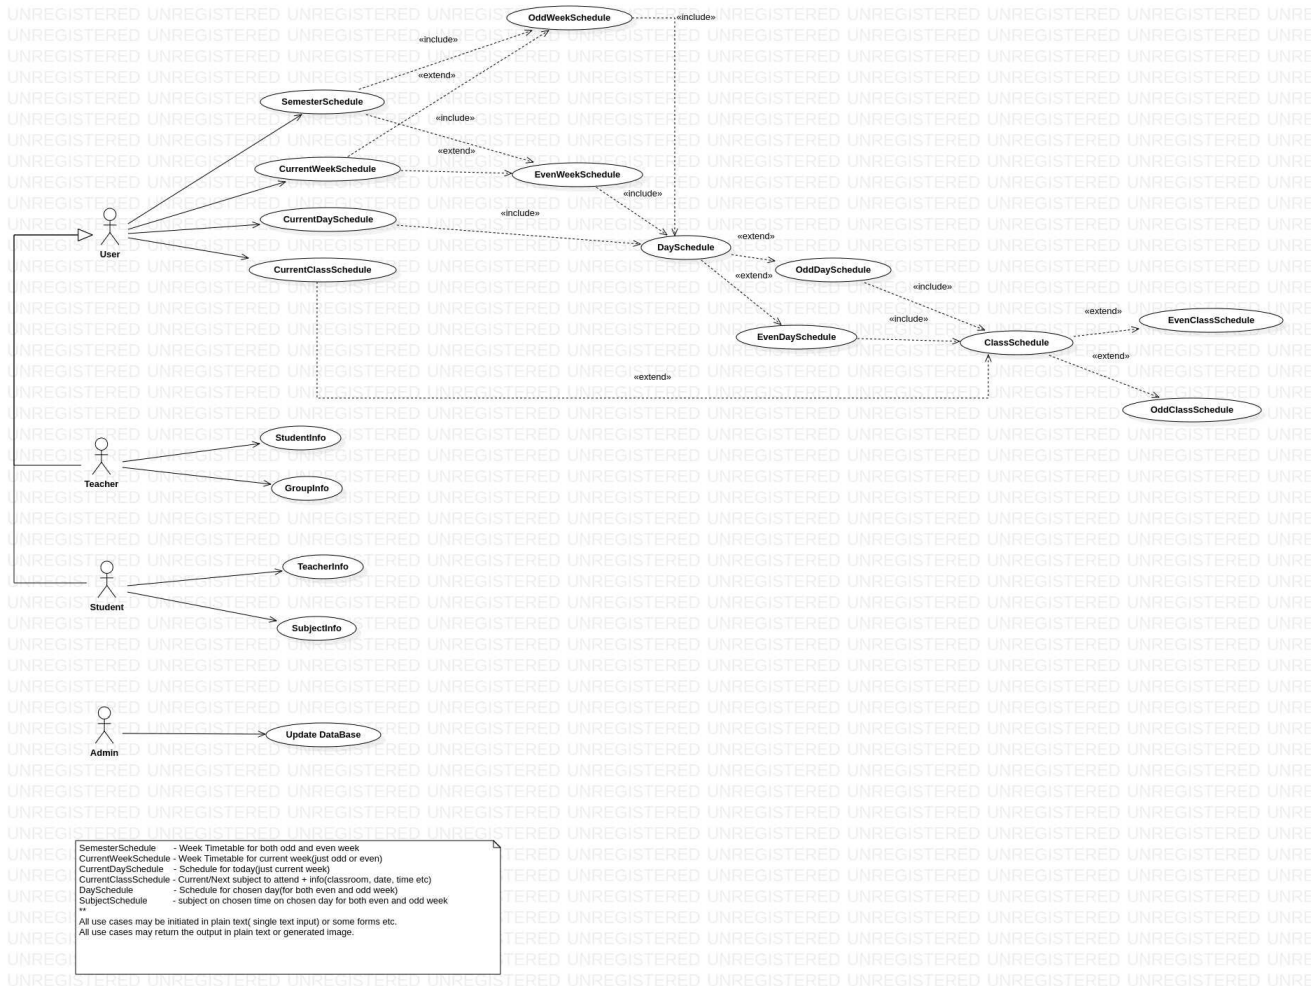 OddWeekSchedule
«include»
«include»
«extend»
SemesterSchedule
«include»
«extend»
CurrentWeekSchedule
EvenWeekSchedule
«include»
«include»
CurrentDaySchedule
User
«extend»
DaySchedule
«extend»
OddDaySchedule
CurrentClassSchedule
«include»
«include»
«extend»
EvenClassSchedule
EvenDaySchedule
ClassSchedule
«extend»
«extend»
OddClassSchedule
StudentInfo
Teacher
GroupInfo
TeacherInfo
Student
SubjectInfo
Admin
Update DataBase
SemesterSchedule - Week Timetable for both odd and even week
CurrentWeekSchedule - Week Timetable for current week(just odd or even)
CurrentDaySchedule - Schedule for today(just current week)
CurrentClassSchedule - Current/Next subject to attend + info(classroom, date, time etc)
DaySchedule - Schedule for chosen day(for both even and odd week)
SubjectSchedule - subject on chosen time on chosen day for both even and odd week
**
All use cases may be initiated in plain text( single text input) or some forms etc.
All use cases may return the output in plain text or generated image.
UNREGISTERED